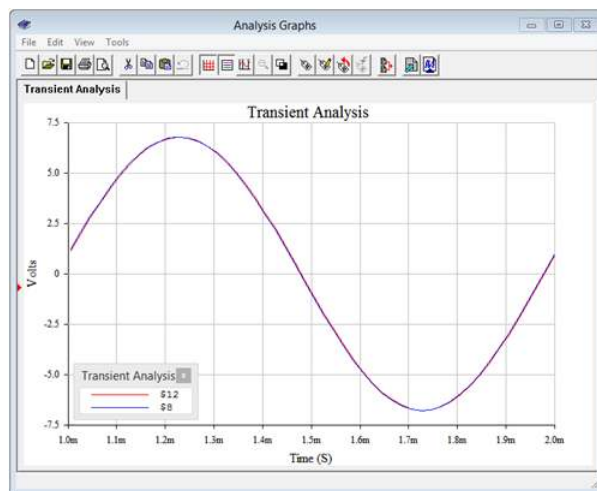 Analysis Graphs
File Edit View Tools
Transient Analysis
Transient Analysis
7.5
5.0
2.5
0
-2.5
-5.0
-7.5
Volts
Transient Analysis
$12
$8
1.0m 1.1m 1.2m 1.3m 1.4m 1.5m 1.6m 1.7m 1.8m 1.9m 2.0m
Time (S)